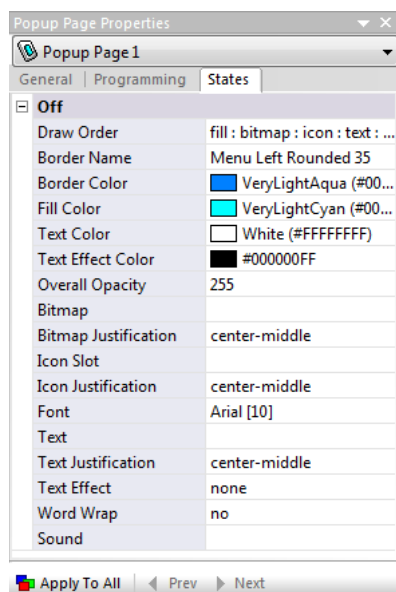 Popup Page Properties
Popup Page 1
General | Programming States
Off
Draw Order fill : bitmap : icon : text : ...
Border Name Menu Left Rounded 35
Border Color VeryLightAqua (#00...
Fill Color VeryLightCyan (#00...
Text Color White (#FFFFFFFF)
Text Effect Color #000000FF
Overall Opacity 255
Bitmap
Bitmap Justification center-middle
Icon Slot
Icon Justification center-middle
Font Arial [10]
Text
Text Justification center-middle
Text Effect none
Word Wrap no
Sound
Apply To All Prev Next